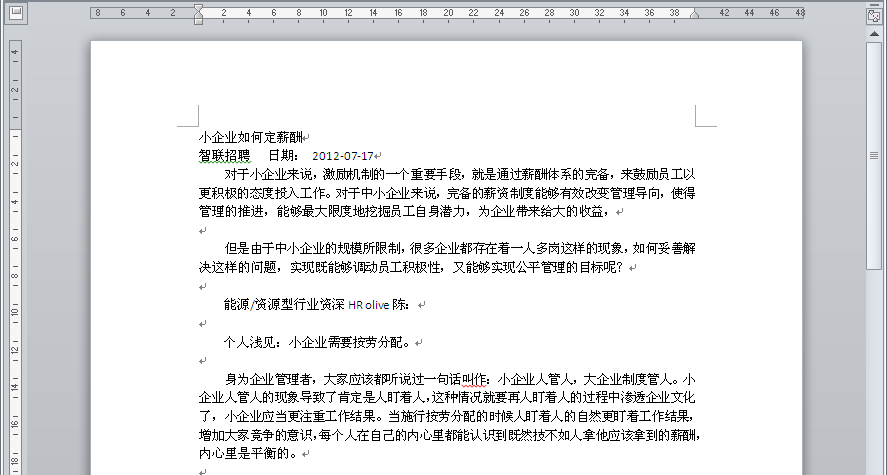 8 6 4 2 2 4 6 8 10 12 14 16 18 20 22 24 26 28 30 32 34 36 38 42 44 46 48
小企业如何定薪酬
智联招聘 日期： 2012-07-17
对于小企业来说，激励机制的一个重要手段，就是通过薪酬体系的完备，来鼓励员工以
更积极的态度投入工作。对于中小企业来说，完备的薪资制度能够有效改变管理导向，使得
管理的推进，能够最大限度地挖掘员工自身潜力，为企业带来给大的收益，
但是由于中小企业的规模所限制，很多企业都存在着一人多岗这样的现象，如何妥善解
决这样的问题，实现既能够调动员工积极性，又能够实现公平管理的目标呢？
能源/资源型行业资深 HR olive 陈：
个人浅见：小企业需要按劳分配。
身为企业管理者，大家应该都听说过一句话叫作：小企业人管人，大企业制度管人。小
企业人管人的现象导致了肯定是人盯着人，这种情况就要再人盯着人的过程中渗透企业文化
了，小企业应当更注重工作结果。当施行按劳分配的时候人盯着人的自然更盯着工作结果，
增加大家竞争的意识，每个人在自己的内心里都能认识到既然技不如人拿他应该拿到的薪酬，
内心里是平衡的。
4
2
2
4
6
8
10
12
14
16
18